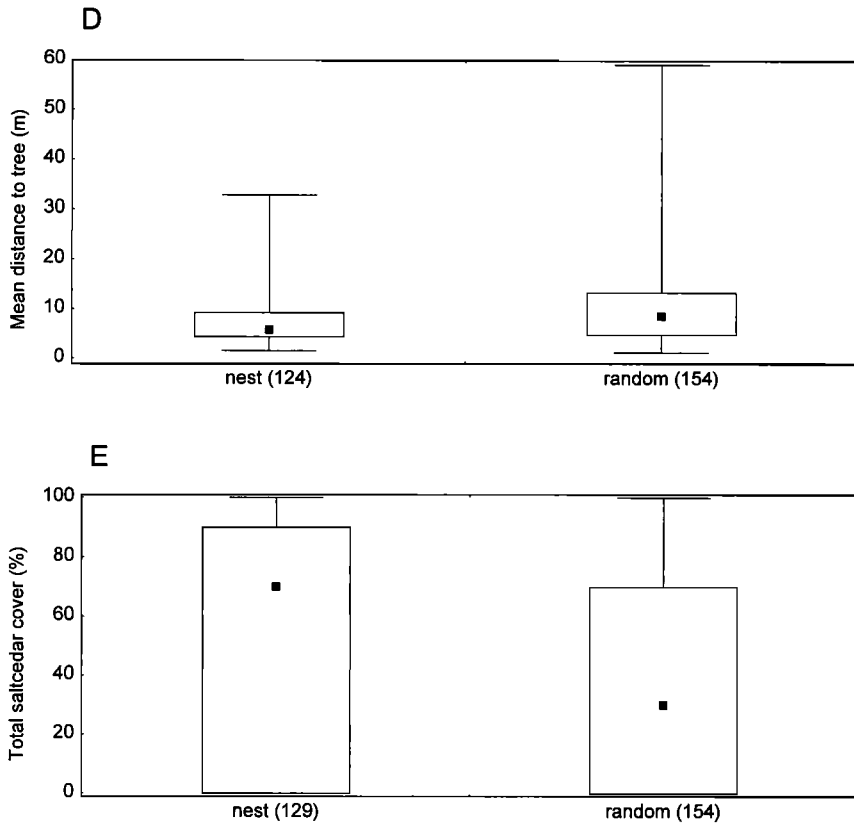 D
Mean distance to tree (m)
60
50
40
30
20
10
0
nest (124)
random (154)
E
Total saltcedar cover (%)
100
80
60
40
20
0
nest (129)
random (154)